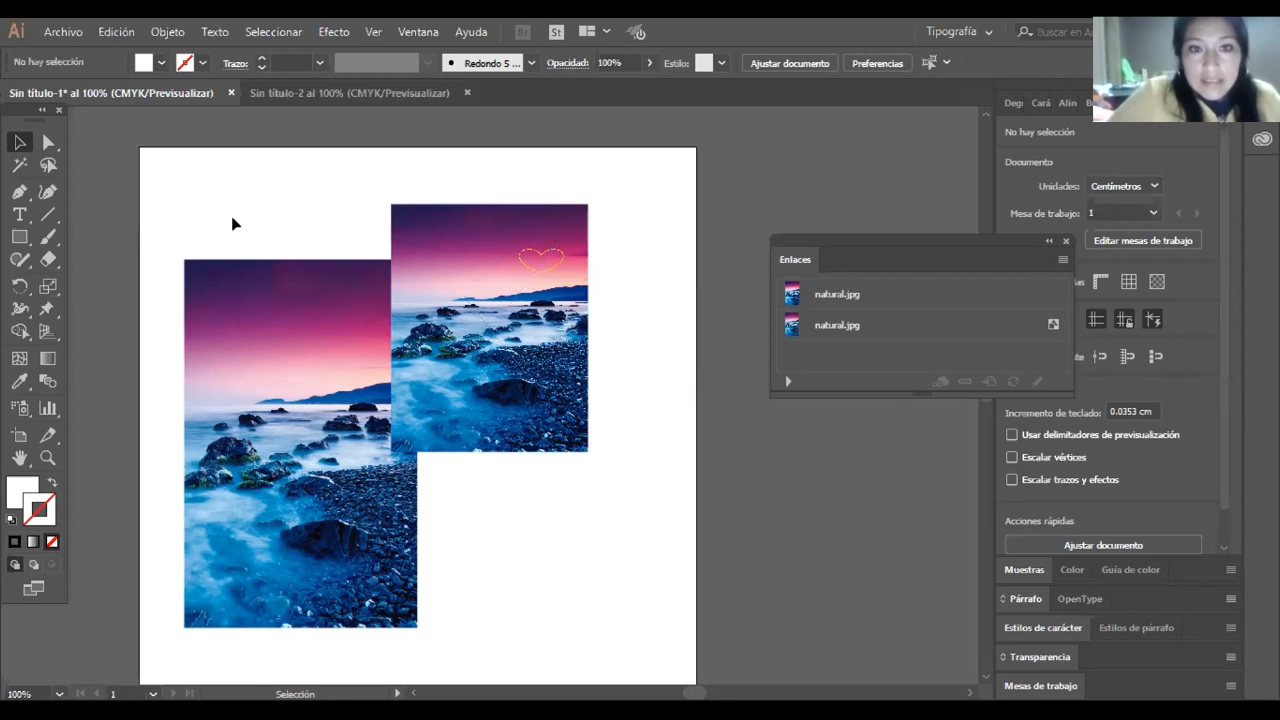 Ai Archivo Edición Objeto Texto Seleccionar Efecto Ver Ventana Ayuda Br St Tipografía Buscar en A
No hay selección Trazo: Redondo 5 ... Opacidad: 100% Estilo: Ajustar documento Preferencias
Sin título-1* al 100% (CMYK/Previsualizar) Sin título-2 al 100% (CMYK/Previsualizar)
Cará Alin
No hay selección
Documento
Unidades: Centímetros
Mesa de trabajo: 1
Editar mesas de trabajo
Enlaces
natural.jpg
natural.jpg
Incremento de teclado: 0.0353 cm
Usar delimitadores de previsualización
Escalar vértices
Escalar trazos y efectos
Acciones rápidas
Ajustar documento
Muestras Color Guía de color
Párrafo OpenType
Estilos de carácter Estilos de párrafo
Transparencia
Mesas de trabajo
100% 1 Selección